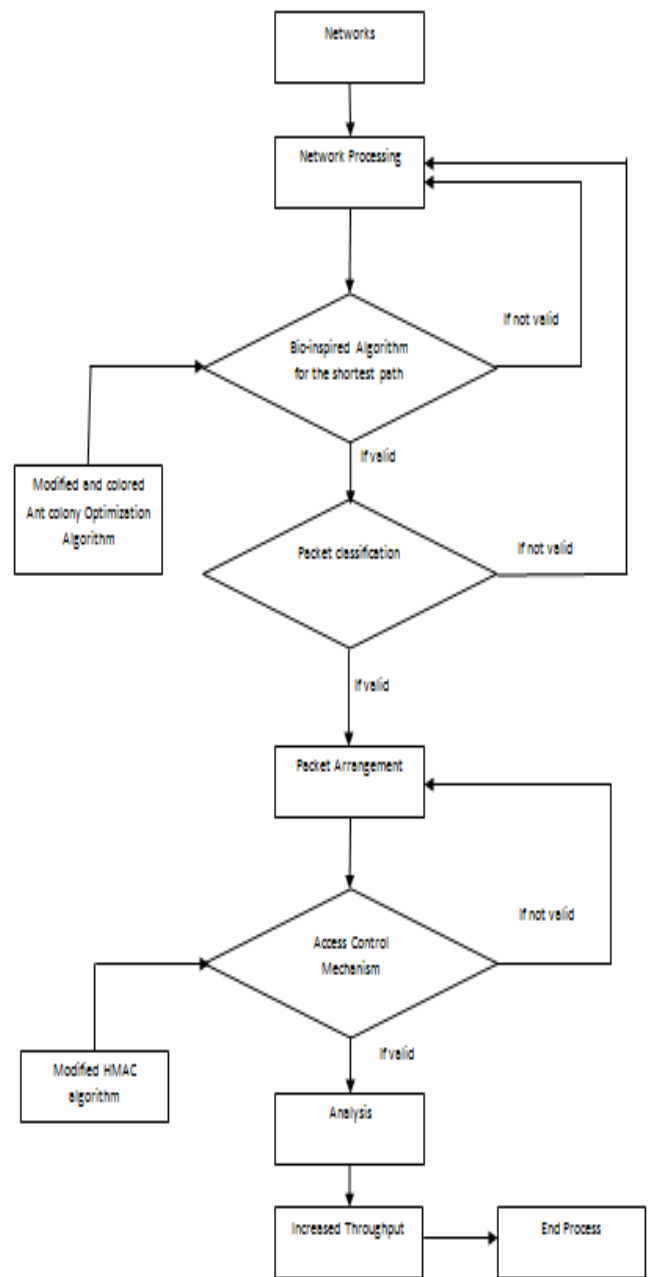 Networks
Network Processing
If not valid
Bio-inspired Algorithm
for the shortest path
If valid
Modified and colored
Ant colony Optimization
Algorithm
If not valid
Packet classification
If valid
Packet Arrangement
If not valid
Access Control
Mechanism
If valid
Modified HMAC
algorithm
Analysis
Increased Throughput
End Process